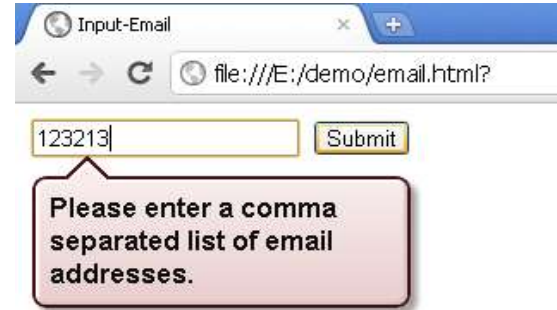 Input-Email
file:///E:/demo/email.html?
123213 Submit
Please enter a comma
separated list of email
addresses.